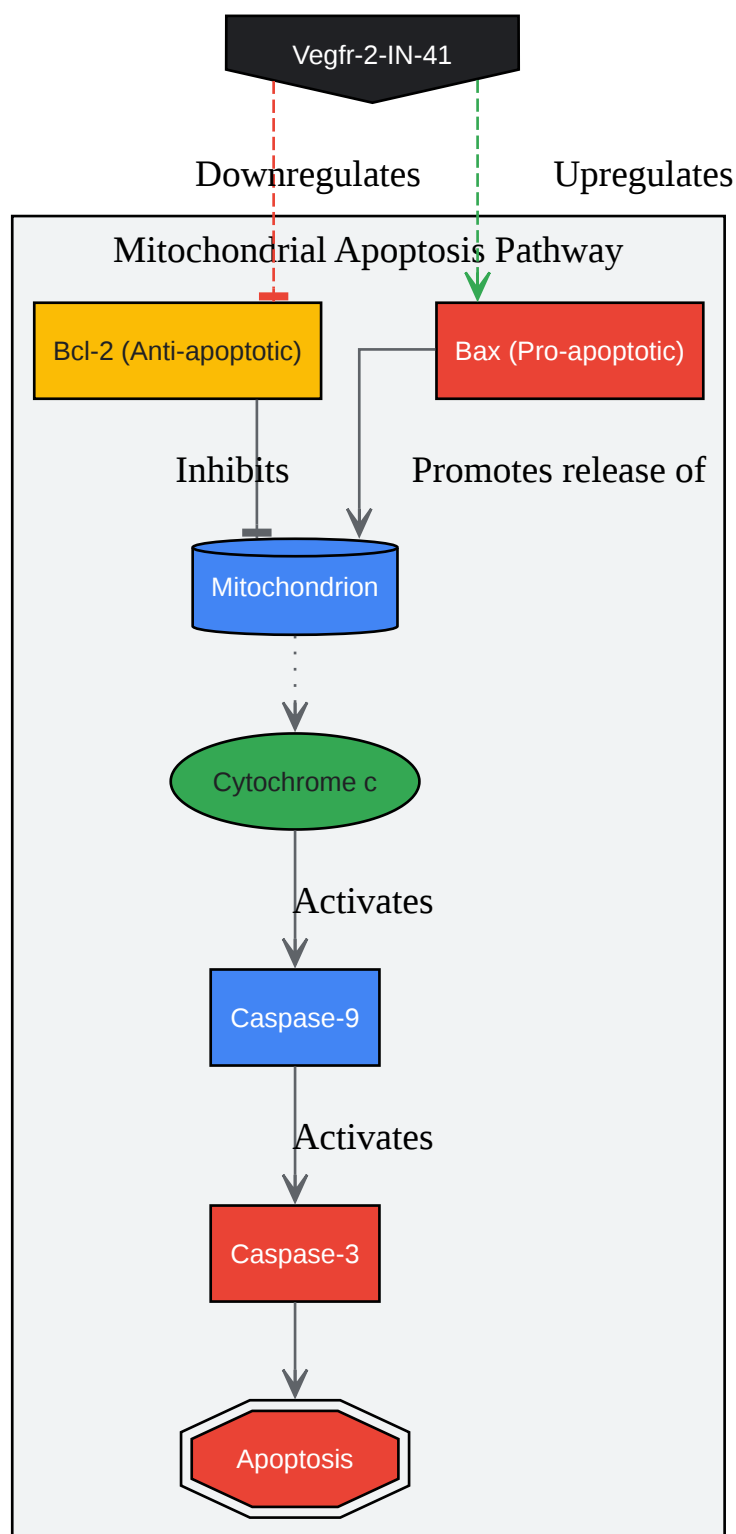 Vegfr-2-IN-41
Downregulates
Upregulates
Mitochondrial Apoptosis Pathway
Bcl-2 (Anti-apoptotic)
Bax (Pro-apoptotic)
Inhibits
Promotes release of
Mitochondrion
Cytochrome c
Activates
Caspase-9
Activates
Caspase-3
Apoptosis